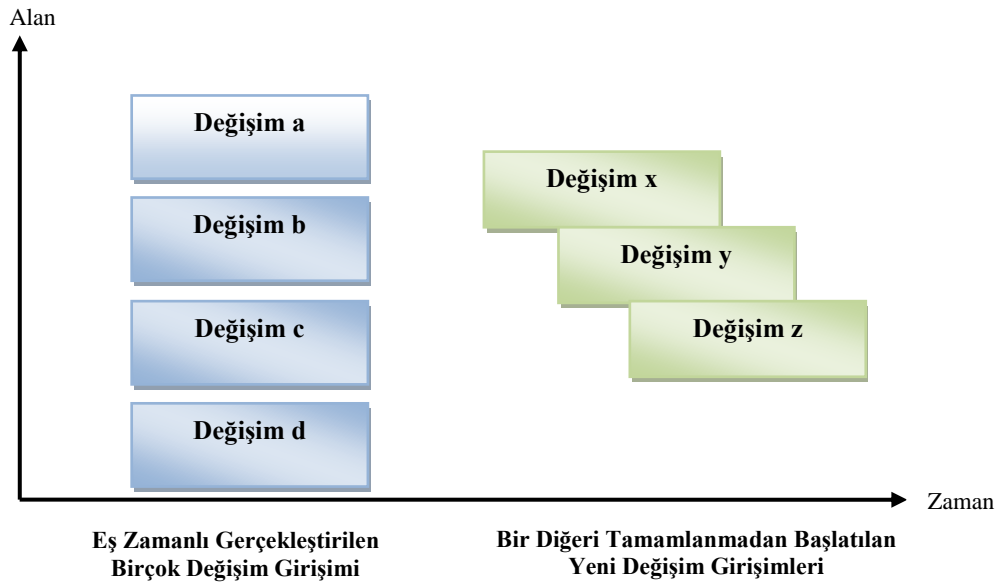 Alan
Değişim a
Değişim b
Değişim c
Değişim d
Değişim x
Değişim y
Değişim z
Zaman
Eş Zamanlı Gerçekleştirilen
Birçok Değişim Girişimi
Bir Diğeri Tamamlanmadan Başlatılan
Yeni Değişim Girişimleri